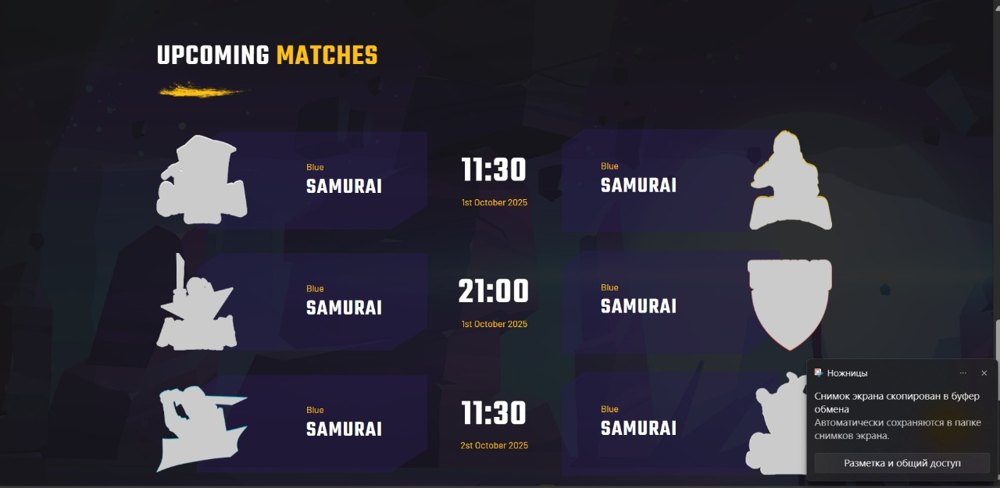 UPCOMING MATCHES
Blue
SAMURAI
11:30
1st October 2025
Blue
SAMURAI
Blue
SAMURAI
21:00
1st October 2025
Blue
SAMURAI
Blue
SAMURAI
11:30
2st October 2025
Blue
SAMURAI
Ножницы
Снимок экрана скопирован в буфер
обмена
Автоматически сохраняются в папке
снимков экрана.
Разметка и общий доступ